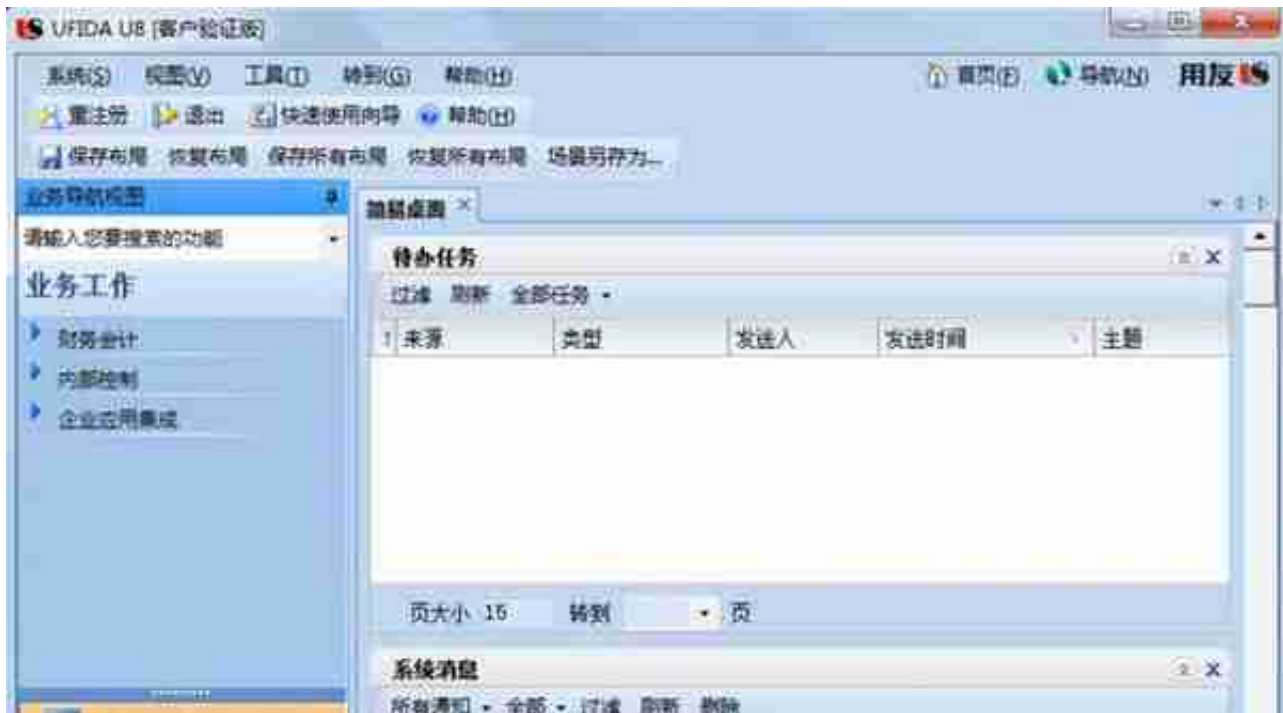 UFIDA U8 [客户验证版]
系统(S) 视图(V) 工具(T) 转到(G) 帮助(H) 首页(F) 导航(N) 用友 U8
重注册 退出 快速使用向导 帮助(H)
保存布局 恢复布局 保存所有布局 恢复所有布局 场景另存为...
业务导航视图
简易桌面
请输入您要搜索的功能
待办任务
业务工作
过滤 刷新 全部任务
! 来源 类型 发送人 发送时间 主题
财务会计
内部控制
企业应用集成
页大小 15 转到 页
系统消息
所有通知 全部 过滤 刷新 删除